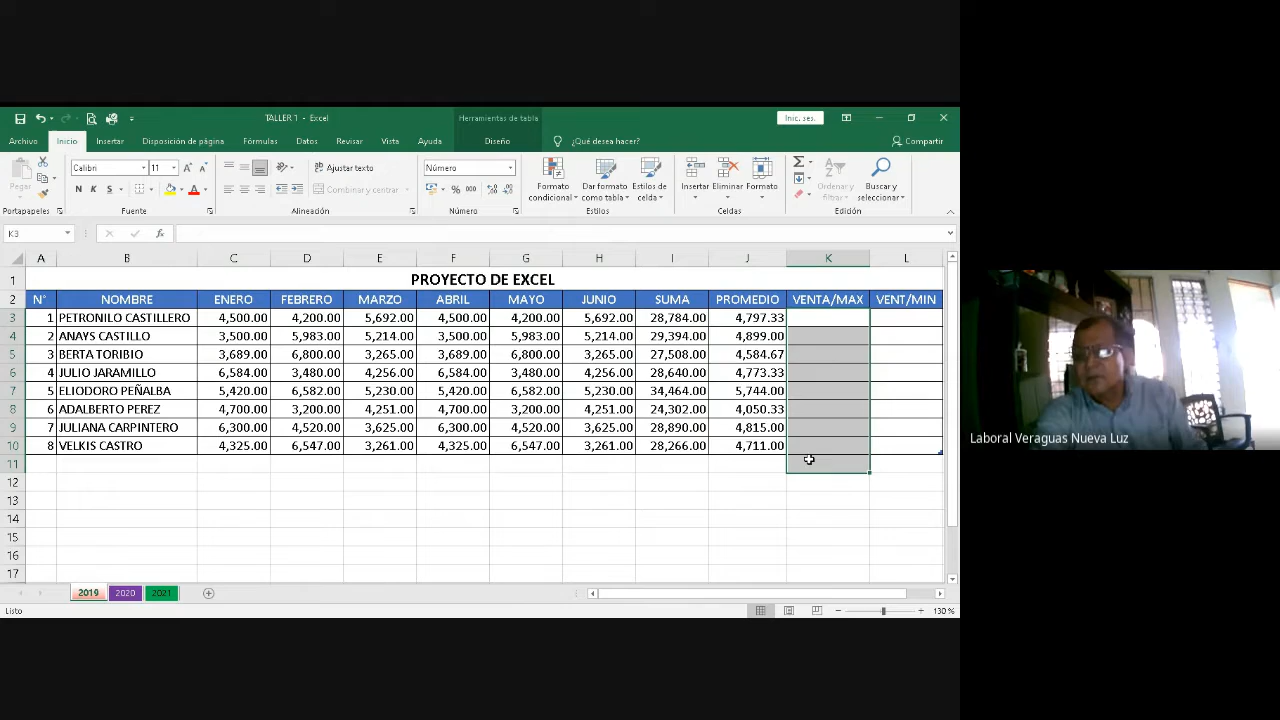 TALLER 1 - Excel
Herramientas de tabla
Inic. ses.
Archivo Inicio Insertar Disposición de página Fórmulas Datos Revisar Vista Ayuda Diseño ¿Qué desea hacer? Compartir
Pegar
Calibri 11
N K S
Ajustar texto
Combinar y centrar
Número
% 000
Formato condicional
Dar formato como tabla
Estilos de celda
Insertar
Eliminar
Formato
Ordenar y filtrar
Buscar y seleccionar
Portapapeles Fuente Alineación Número Estilos Celdas Edición
K3 fx
A B C D E F G H I J K L
1 PROYECTO DE EXCEL
2 N° NOMBRE ENERO FEBRERO MARZO ABRIL MAYO JUNIO SUMA PROMEDIO VENTA/MAX VENT/MIN
3 1 PETRONILO CASTILLERO 4,500.00 4,200.00 5,692.00 4,500.00 4,200.00 5,692.00 28,784.00 4,797.33
4 2 ANAYS CASTILLO 3,500.00 5,983.00 5,214.00 3,500.00 5,983.00 5,214.00 29,394.00 4,899.00
5 3 BERTA TORIBIO 3,689.00 6,800.00 3,265.00 3,689.00 6,800.00 3,265.00 27,508.00 4,584.67
6 4 JULIO JARAMILLO 6,584.00 3,480.00 4,256.00 6,584.00 3,480.00 4,256.00 28,640.00 4,773.33
7 5 ELIODORO PEÑALBA 5,420.00 6,582.00 5,230.00 5,420.00 6,582.00 5,230.00 34,464.00 5,744.00
8 6 ADALBERTO PEREZ 4,700.00 3,200.00 4,251.00 4,700.00 3,200.00 4,251.00 24,302.00 4,050.33
9 7 JULIANA CARPINTERO 6,300.00 4,520.00 3,625.00 6,300.00 4,520.00 3,625.00 28,890.00 4,815.00
10 8 VELKIS CASTRO 4,325.00 6,547.00 3,261.00 4,325.00 6,547.00 3,261.00 28,266.00 4,711.00
11
12
13
14
15
16
17
2019 2020 2021
Listo
130 %
Laboral Veraguas Nueva Luz